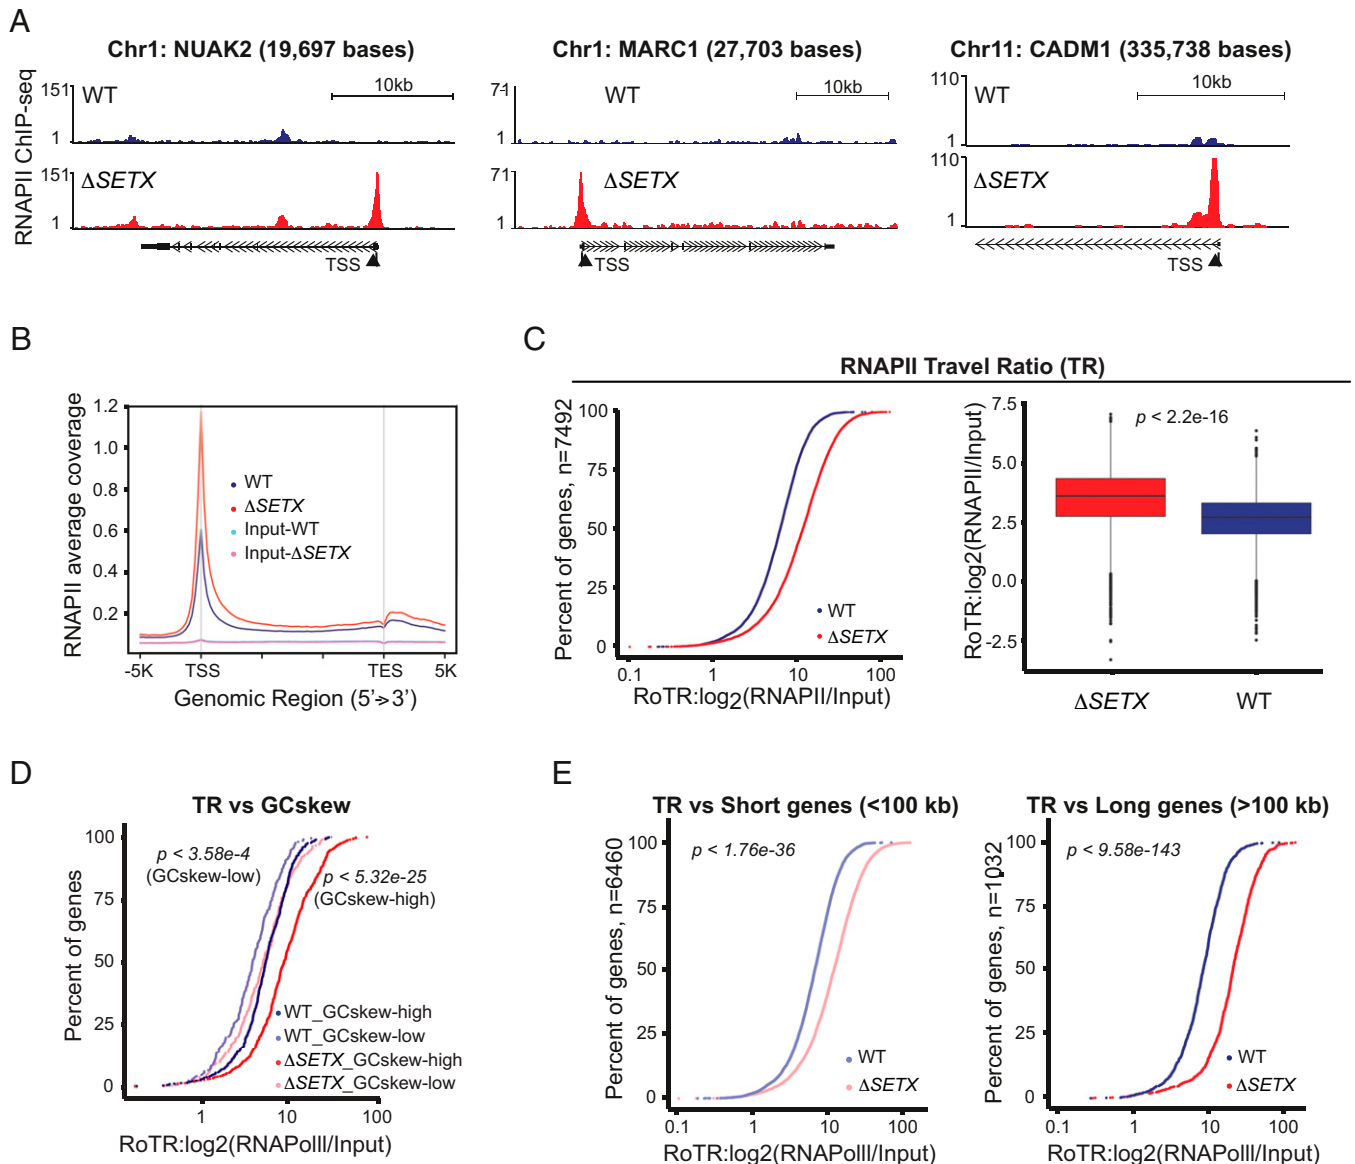 A
Chr1: NUAK2 (19,697 bases)
Chr1: MARC1 (27,703 bases)
Chr11: CADM1 (335,738 bases)
RNAPII ChIP-seq
151
WT
10kb
1
151
ΔSETX
1
TSS
71
WT
10kb
1
71
ΔSETX
1
TSS
110
WT
10kb
1
110
ΔSETX
1
TSS
B
RNAPII average coverage
1.2
1.0
0.8
0.6
0.4
0.2
WT
ΔSETX
Input-WT
Input-ΔSETX
-5K
TSS
TES
5K
Genomic Region (5'->3')
C
RNAPII Travel Ratio (TR)
Percent of genes, n=7492
100
75
50
25
0
WT
ΔSETX
0.1
1
10
100
RoTR:log2(RNAPII/Input)
RoTR:log2(RNAPII/Input)
7.5
5.0
2.5
0.0
-2.5
p < 2.2e-16
ΔSETX
WT
D
TR vs GCskew
Percent of genes
100
75
50
25
0
p < 3.58e-4
(GCskew-low)
p < 5.32e-25
(GCskew-high)
WT_GCskew-high
WT_GCskew-low
ΔSETX_GCskew-high
ΔSETX_GCskew-low
1
10
100
RoTR:log2(RNAPolII/Input)
E
TR vs Short genes (<100 kb)
Percent of genes, n=6460
100
75
50
25
0
p < 1.76e-36
WT
ΔSETX
0.1
1
10
100
RoTR:log2(RNAPolII/Input)
TR vs Long genes (>100 kb)
Percent of genes, n=1032
100
75
50
25
0
p < 9.58e-143
WT
ΔSETX
0.1
1
10
100
RoTR:log2(RNAPolII/Input)